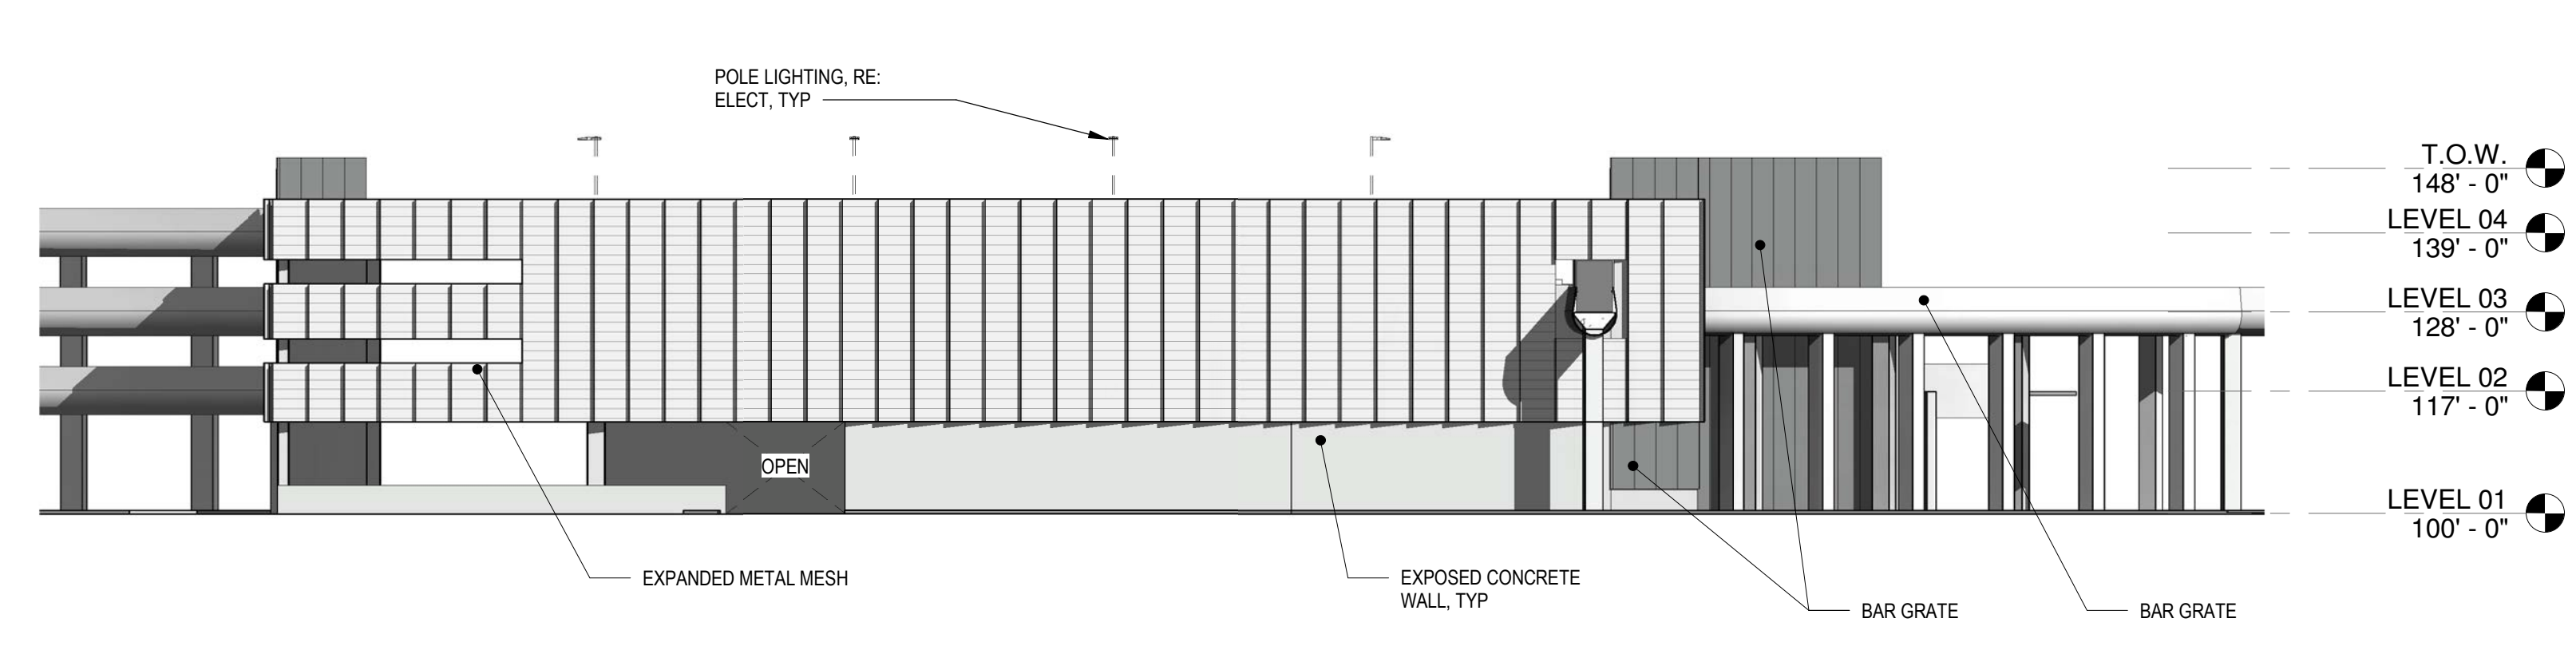 POLE LIGHTING, RE:
ELECT, TYP
T.O.W.
148' - 0"
LEVEL 04
139' - 0"
LEVEL 03
128' - 0"
LEVEL 02
117' - 0"
OPEN
LEVEL 01
100' - 0"
EXPANDED METAL MESH
EXPOSED CONCRETE
WALL, TYP
BAR GRATE
BAR GRATE